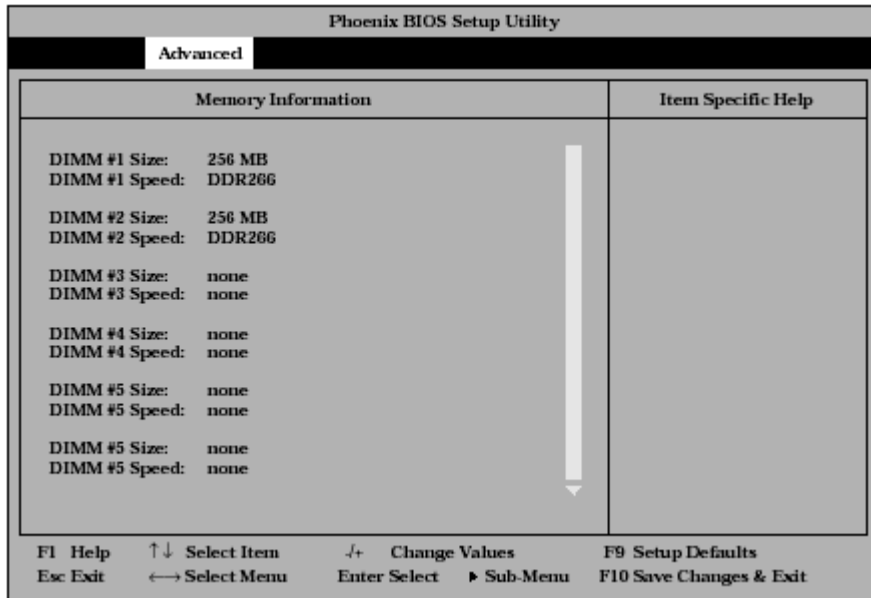 Phoenix BIOS Setup Utility
Advanced
Memory Information
Item Specific Help
DIMM #1 Size: 256 MB
DIMM #1 Speed: DDR266
DIMM #2 Size: 256 MB
DIMM #2 Speed: DDR266
DIMM #3 Size: none
DIMM #3 Speed: none
DIMM #4 Size: none
DIMM #4 Speed: none
DIMM #5 Size: none
DIMM #5 Speed: none
DIMM #5 Size: none
DIMM #5 Speed: none
F1 Help ↑↓ Select Item -/+ Change Values F9 Setup Defaults
Esc Exit ←→ Select Menu Enter Select ▶ Sub-Menu F10 Save Changes & Exit